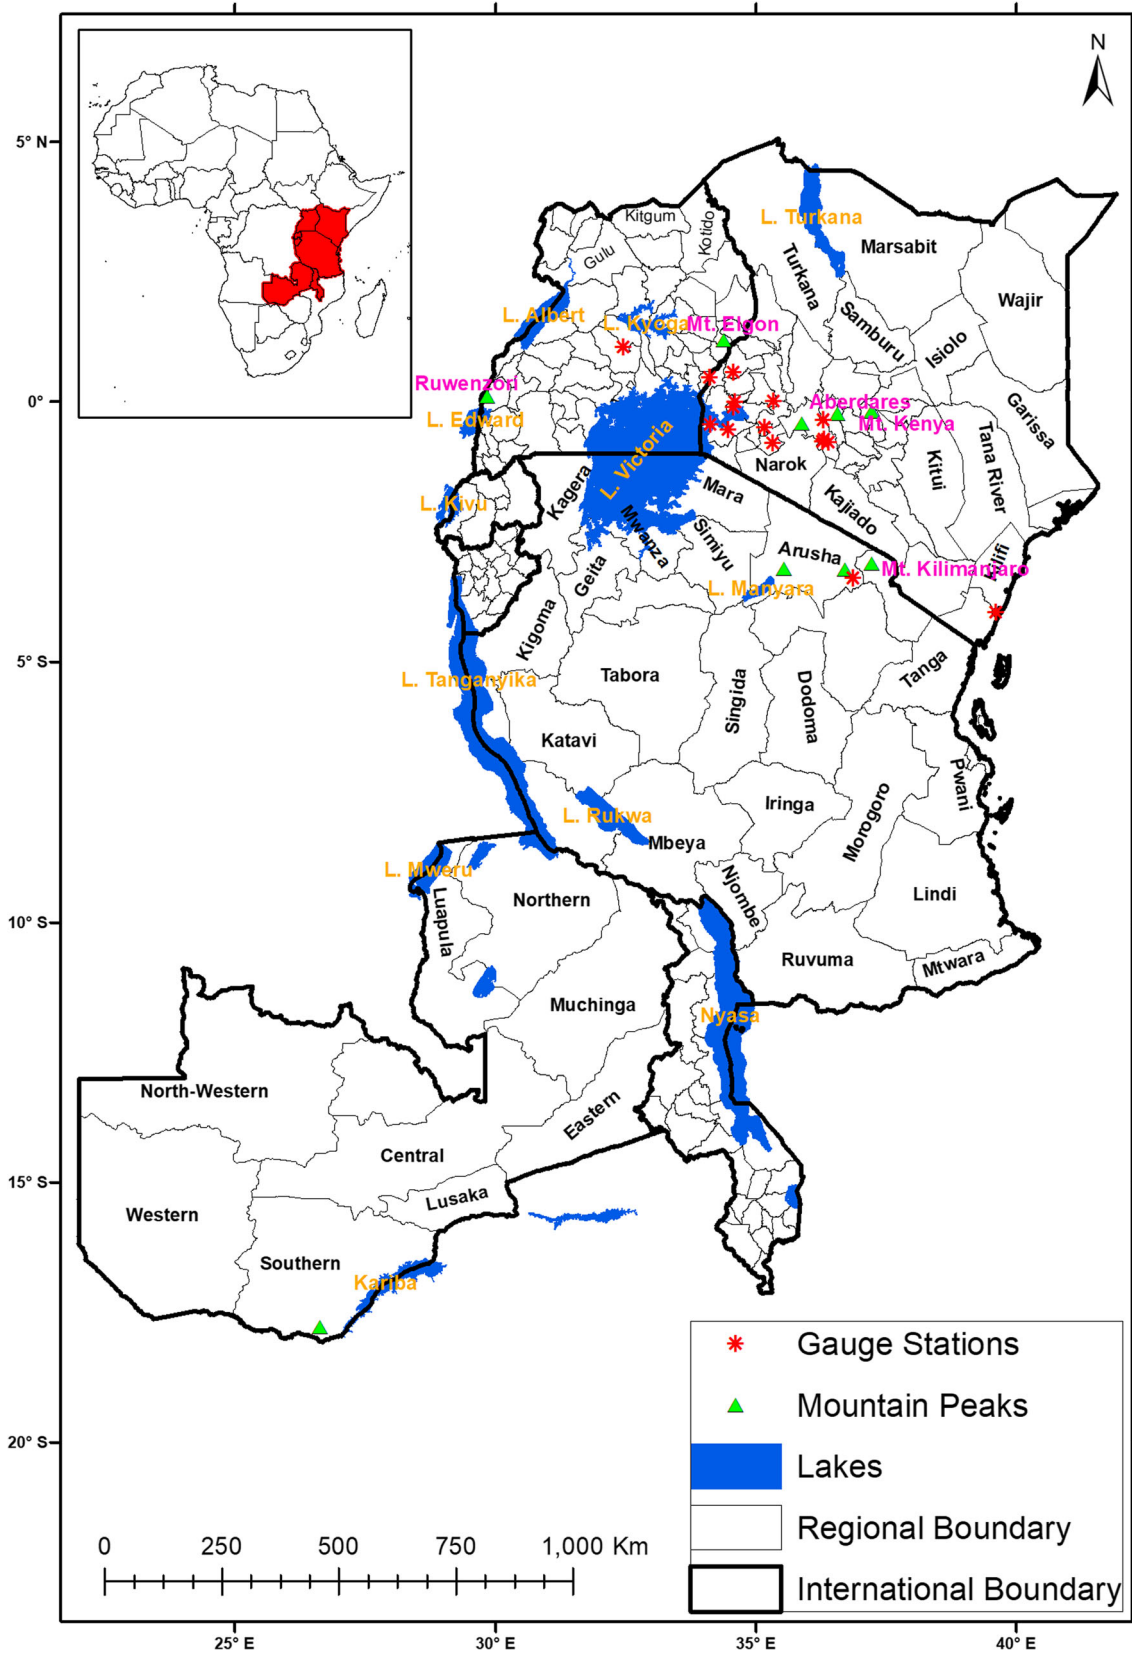 N
5° N
0°
5° S
10° S
15° S
20° S
Kitgum
Kotido
Gulu
L. Turkana
Marsabit
Turkana
Wajir
Samburu
Isiolo
L. Albert
L. Kyoga
Mt. Elgon
Ruwenzori
Aberdares
Garissa
L. Edward
Mt. Kenya
L. Victoria
Narok
Kitui
Tana River
L. Kivu
Kagera
Mara
Kajiado
Mwanza
Simiyu
Arusha
Kilifi
Mt. Kilimanjaro
Geita
L. Manyara
Kigoma
L. Tanganyika
Tabora
Singida
Dodoma
Tanga
Katavi
Pwani
L. Rukwa
Iringa
Morogoro
Mbeya
L. Mweru
Luapula
Northern
Njombe
Lindi
Ruvuma
Mtwara
Muchinga
Nyasa
North-Western
Eastern
Central
Lusaka
Western
Southern
Kariba
Gauge Stations
Mountain Peaks
Lakes
Regional Boundary
International Boundary
0 250 500 750 1,000 Km
25° E 30° E 35° E 40° E